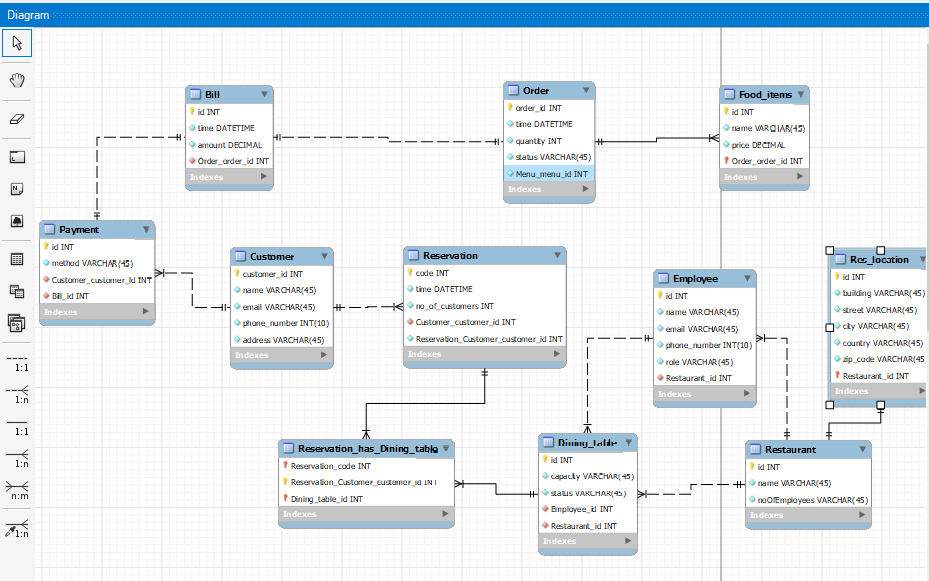 Diagram
Bill
id INT
time DATETIME
amount DECIMAL
Order_order_id INT
Indexes
Order
order_id INT
time DATETIME
quantity INT
status VARCHAR(45)
Menu_menu_id INT
Indexes
Food_items
id INT
name VARCHAR(45)
price DECIMAL
Order_order_id INT
Indexes
Payment
id INT
method VARCHAR(45)
Customer_customer_id INT
Bill_id INT
Indexes
Customer
customer_id INT
name VARCHAR(45)
email VARCHAR(45)
phone_number INT(10)
address VARCHAR(45)
Indexes
Reservation
code INT
time DATETIME
no_of_customers INT
Customer_customer_id INT
Reservation_Customer_customer_id INT
Indexes
Employee
id INT
name VARCHAR(45)
email VARCHAR(45)
phone_number INT(10)
role VARCHAR(45)
Restaurant_id INT
Indexes
Res_location
id INT
building VARCHAR(45)
street VARCHAR(45)
city VARCHAR(45)
country VARCHAR(45)
zip_code VARCHAR(45
Restaurant_id INT
Indexes
Reservation_has_Dining_table
Reservation_code INT
Reservation_Customer_customer_id INT
Dining_table_id INT
Indexes
Dining_table
id INT
capacity VARCHAR(45)
status VARCHAR(45)
Employee_id INT
Restaurant_id INT
Indexes
Restaurant
id INT
name VARCHAR(45)
noOfEmployees VARCHAR(45)
Indexes
1:1
1:n
1:1
1:n
n:m
1:n